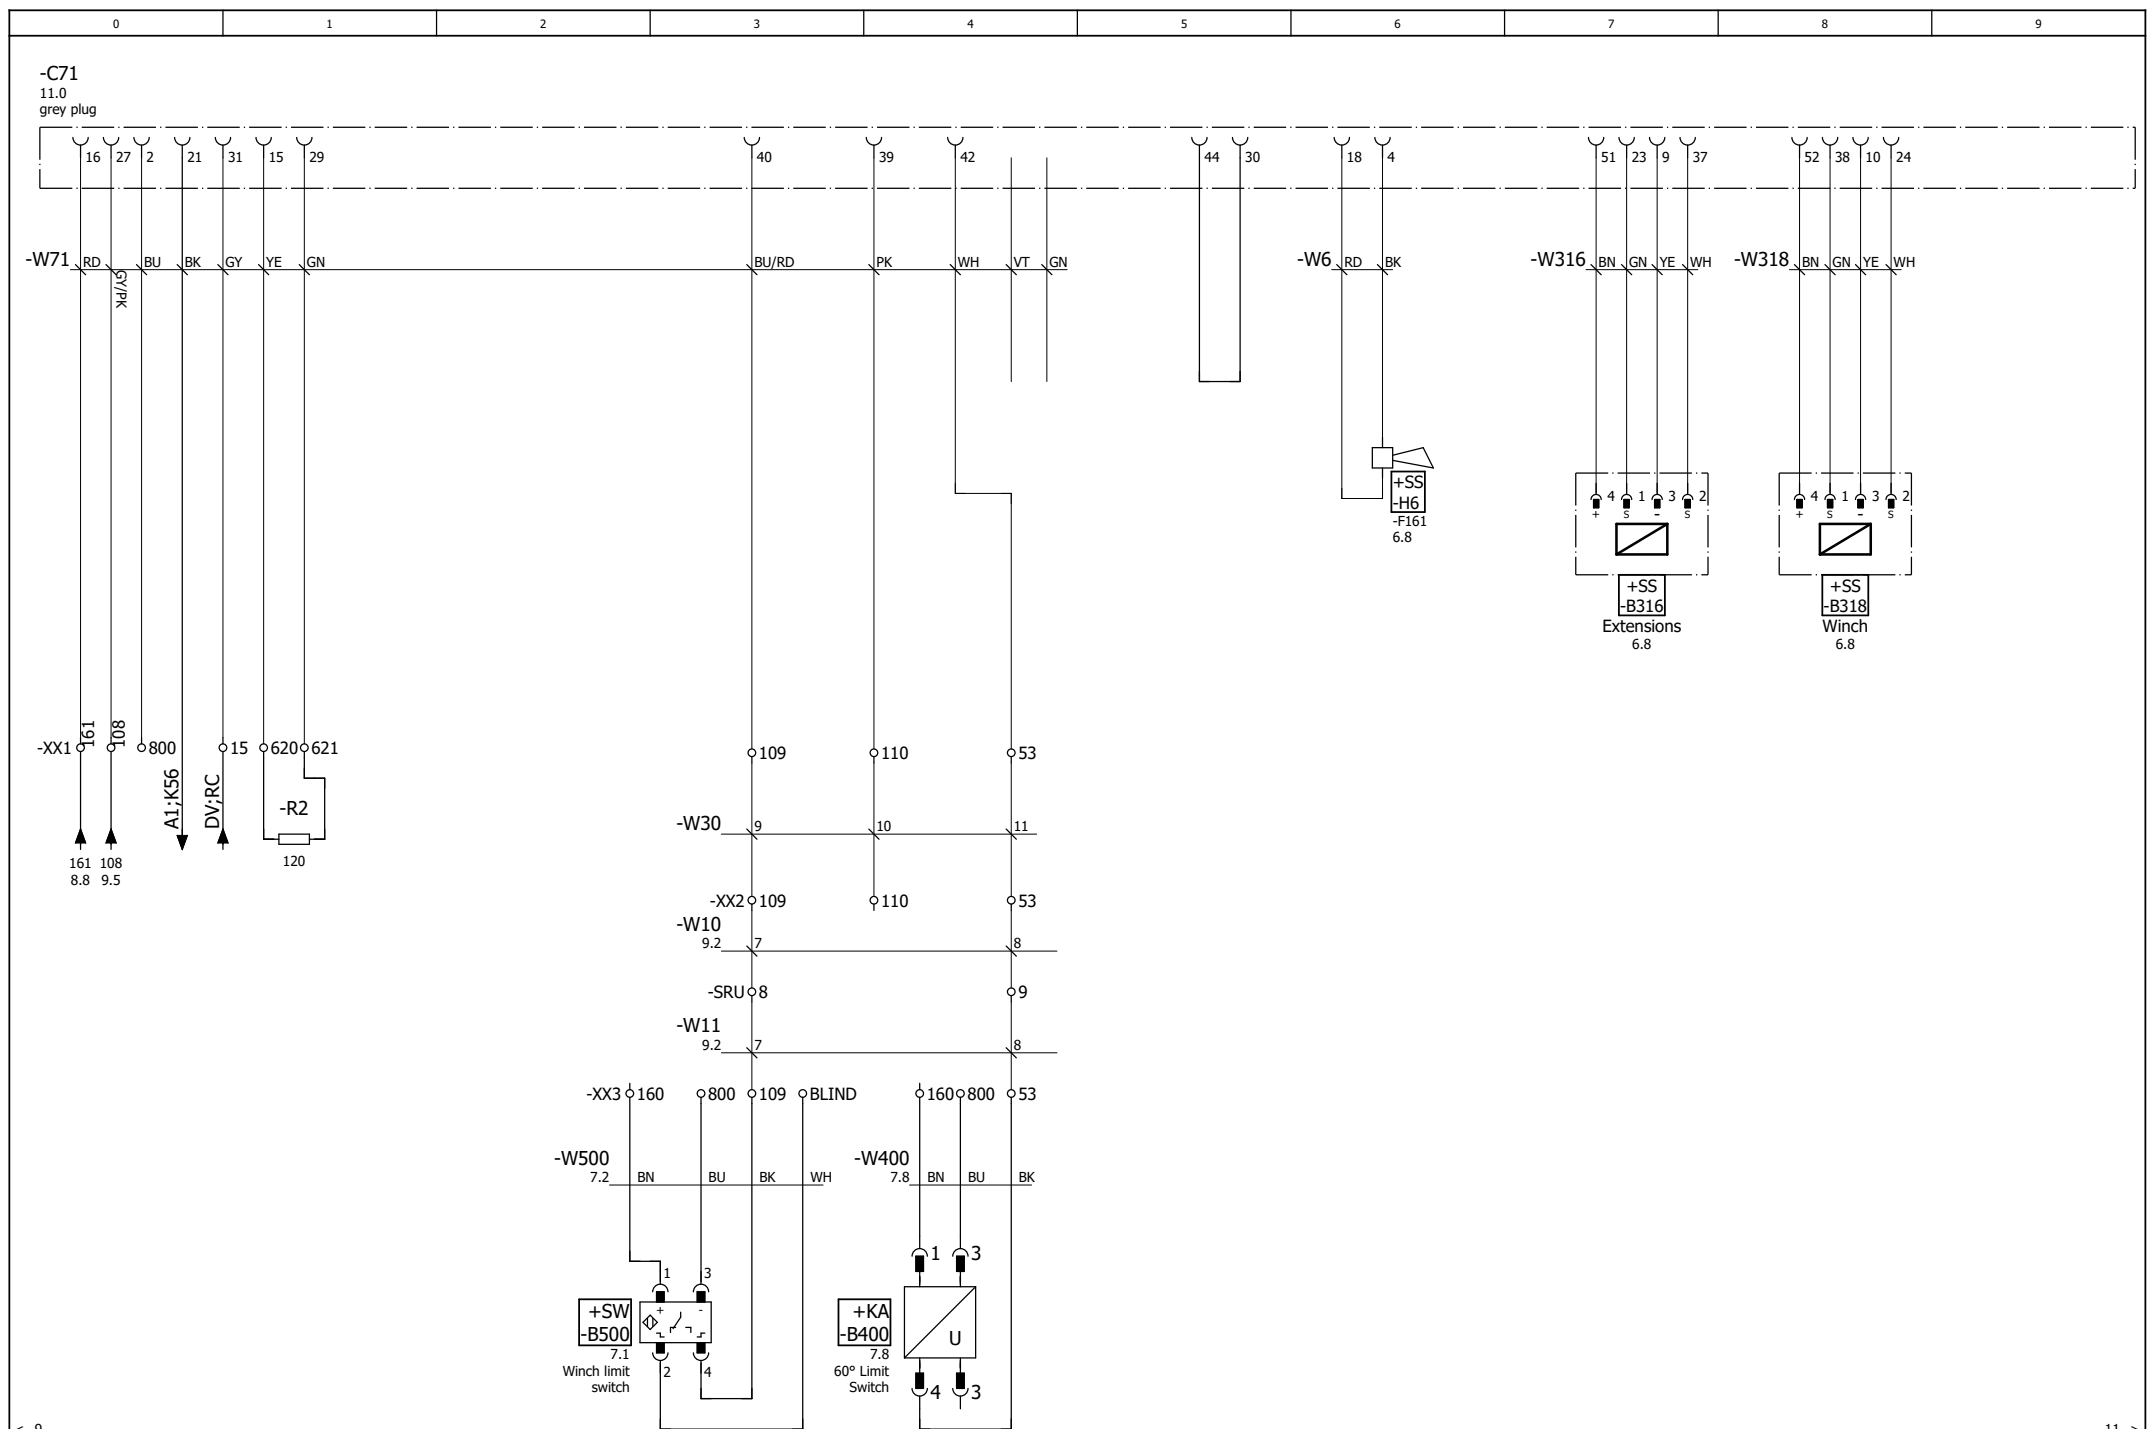 0 1 2 3 4 5 6 7 8 9
-C71
11.0
grey plug
16 27 2 21 31 15 29 40 39 42 44 30 18 4 51 23 9 37 52 38 10 24
-W71 RD GY/PK BU BK GY YE GN BU/RD PK WH VT GN
-W6 RD BK
-W316 BN GN YE WH
-W318 BN GN YE WH
+SS
-H6
-F161
6.8
4 1 3 2
+ s - s
+SS
-B316
Extensions
6.8
4 1 3 2
+ s - s
+SS
-B318
Winch
6.8
-XX1 161 108 800 15 620 621
A1;K56
DV;RC
-R2
120
161 108
8.8 9.5
109 110 53
-W30 9 10 11
-XX2 109 110 53
-W10
9.2 7 8
-SRU 8 9
-W11
9.2 7 8
-XX3 160 800 109 BLIND 160 800 53
-W500
7.2 BN BU BK WH
-W400
7.8 BN BU BK
1 3
+ -
+SW
-B500
7.1
Winch limit
switch
2 4
1 3
+KA
-B400
7.8
60° Limit
Switch
U
4 3